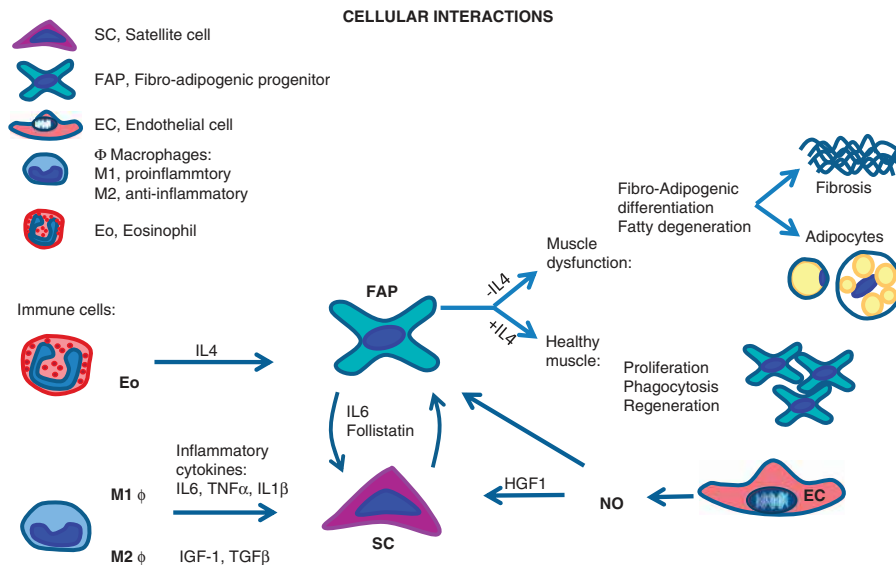 CELLULAR INTERACTIONS
SC, Satellite cell
FAP, Fibro-adipogenic progenitor
EC, Endothelial cell
Φ Macrophages:
M1, proinflammtory
M2, anti-inflammatory
Eo, Eosinophil
Immune cells:
Eo
IL4
FAP
-IL4
+IL4
Muscle
dysfunction:
Healthy
muscle:
Fibro-Adipogenic
differentiation
Fatty degeneration
Fibrosis
Adipocytes
Proliferation
Phagocytosis
Regeneration
IL6
Follistatin
M1 ϕ
Inflammatory
cytokines:
IL6, TNFα, IL1β
M2 ϕ
IGF-1, TGFβ
SC
HGF1
NO
EC